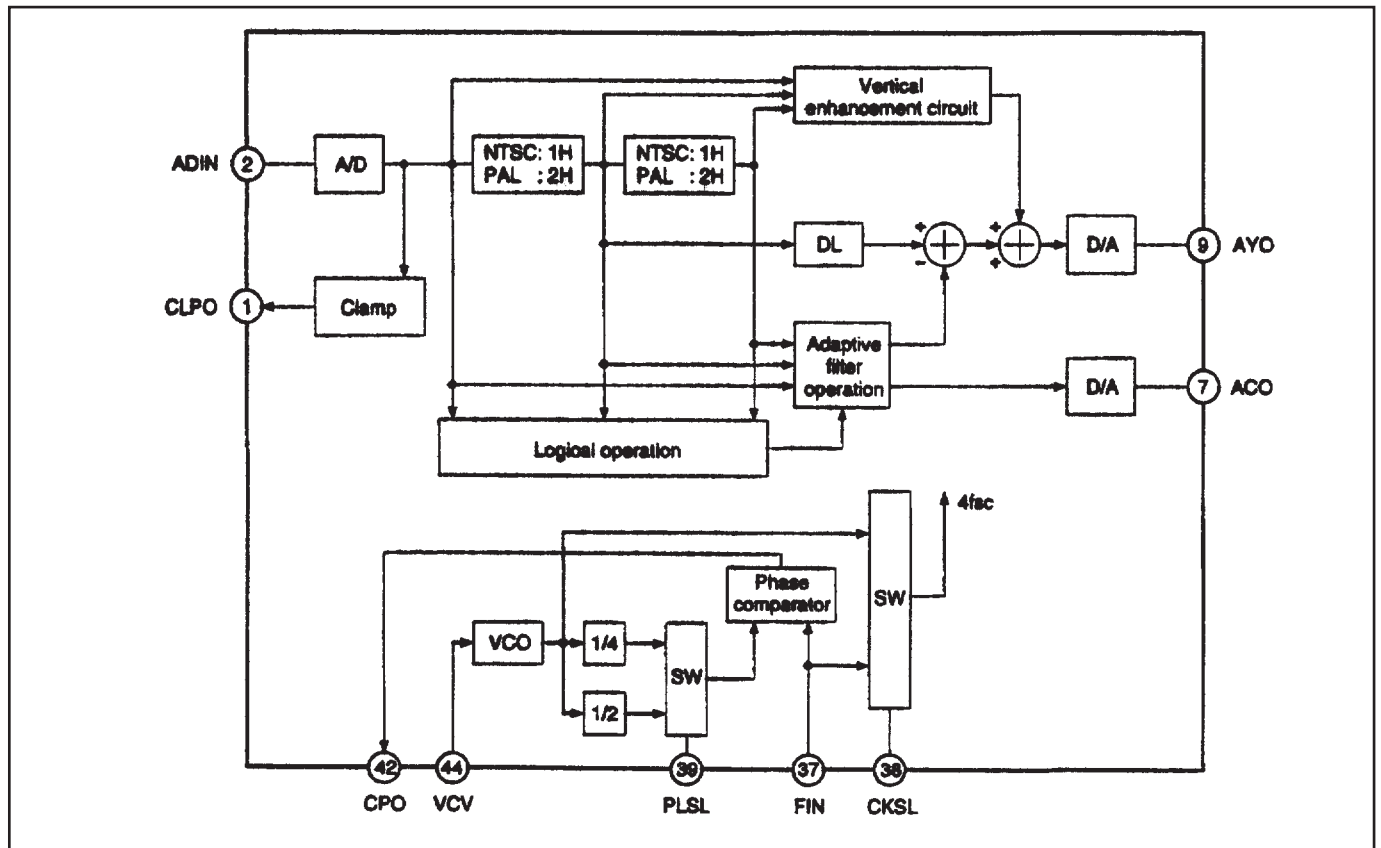 Vertical
enhancement circuit
ADIN 2
A/D
NTSC: 1H
PAL : 2H
NTSC: 1H
PAL : 2H
DL
+
-
+
+
D/A
9 AYO
CLPO 1
Clamp
Adaptive
filter
operation
D/A
7 ACO
Logical operation
4fsc
Phase
comparator
SW
VCO
1/4
SW
1/2
42
44
39
37
CPO
VCV
PLSL
FIN
CKSL